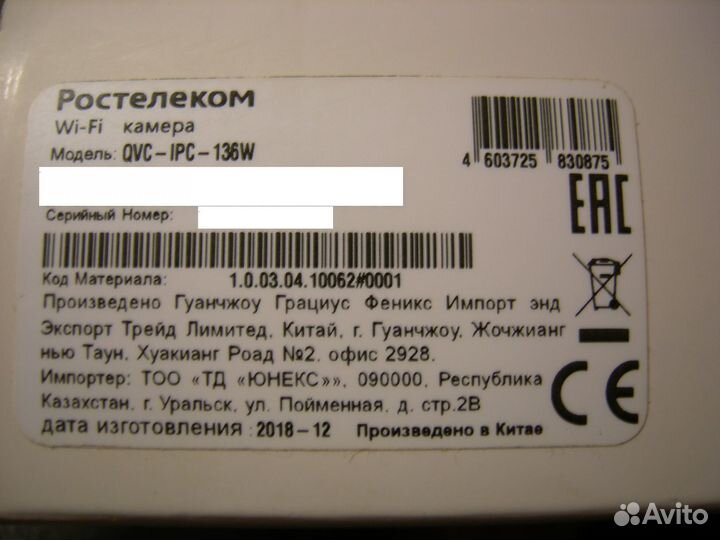 Ростелеком
Wi-Fi камера
Модель: QVC-IPC-136W
4 603725 830875
Серийный Номер:
EAC
Код Материала: 1.0.03.04.10062#0001
Произведено Гуанчжоу Грациус Феникс Импорт энд
Экспорт Трейд Лимитед, Китай, г. Гуанчжоу, Жочжианг
нью Таун, Хуакианг Роад №2, офис 2928.
Импортер: ТОО «ТД «ЮНЕКС»», 090000, Республика
Казахстан, г. Уральск, ул. Пойменная, д. стр.2В
CE
дата изготовления 2018-12 Произведено в Китае
Avito